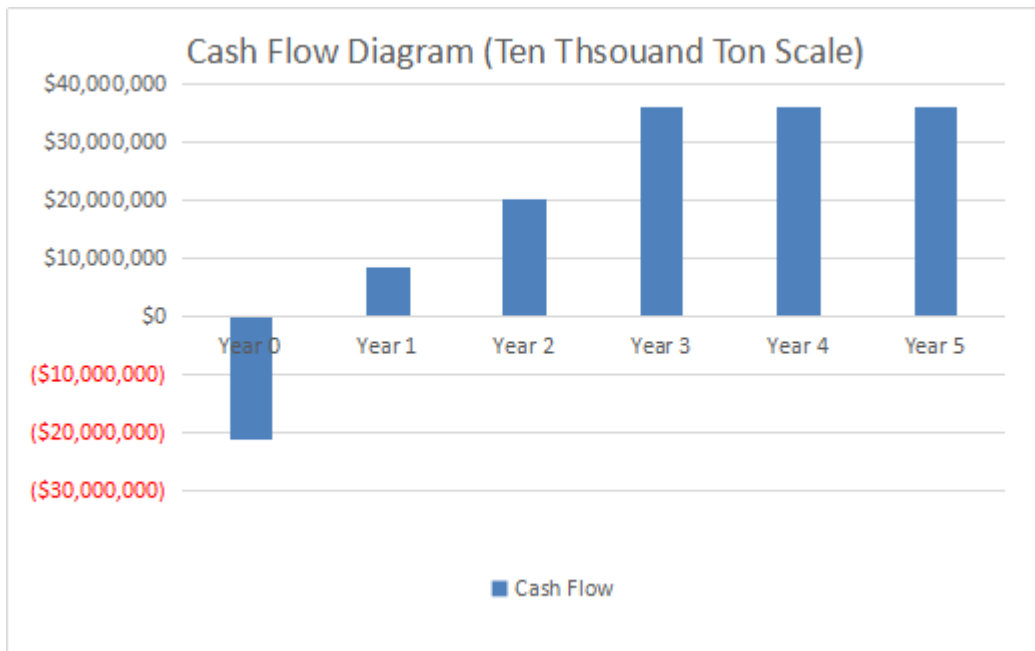 Cash Flow Diagram (Ten Thsouand Ton Scale)
$40,000,000
$30,000,000
$20,000,000
$10,000,000
$0
Year 0 Year 1 Year 2 Year 3 Year 4 Year 5
($10,000,000)
($20,000,000)
($30,000,000)
Cash Flow